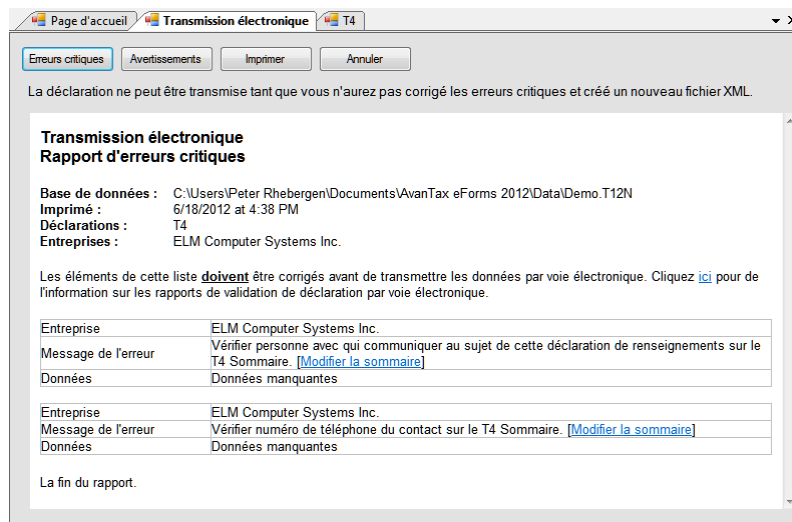 Page d'accueil Transmission électronique T4
Erreurs critiques Avertissements Imprimer Annuler
La déclaration ne peut être transmise tant que vous n'aurez pas corrigé les erreurs critiques et créé un nouveau fichier XML.
Transmission électronique
Rapport d'erreurs critiques
Base de données : C:\Users\Peter Rhebergen\Documents\AvanTax eForms 2012\Data\Demo.T12N
Imprimé : 6/18/2012 at 4:38 PM
Déclarations : T4
Entreprises : ELM Computer Systems Inc.
Les éléments de cette liste doivent être corrigés avant de transmettre les données par voie électronique. Cliquez ici pour de
l'information sur les rapports de validation de déclaration par voie électronique.
Entreprise ELM Computer Systems Inc.
Message de l'erreur Vérifier personne avec qui communiquer au sujet de cette déclaration de renseignements sur le
T4 Sommaire. [Modifier la sommaire]
Données Données manquantes
Entreprise ELM Computer Systems Inc.
Message de l'erreur Vérifier numéro de téléphone du contact sur le T4 Sommaire. [Modifier la sommaire]
Données Données manquantes
La fin du rapport.